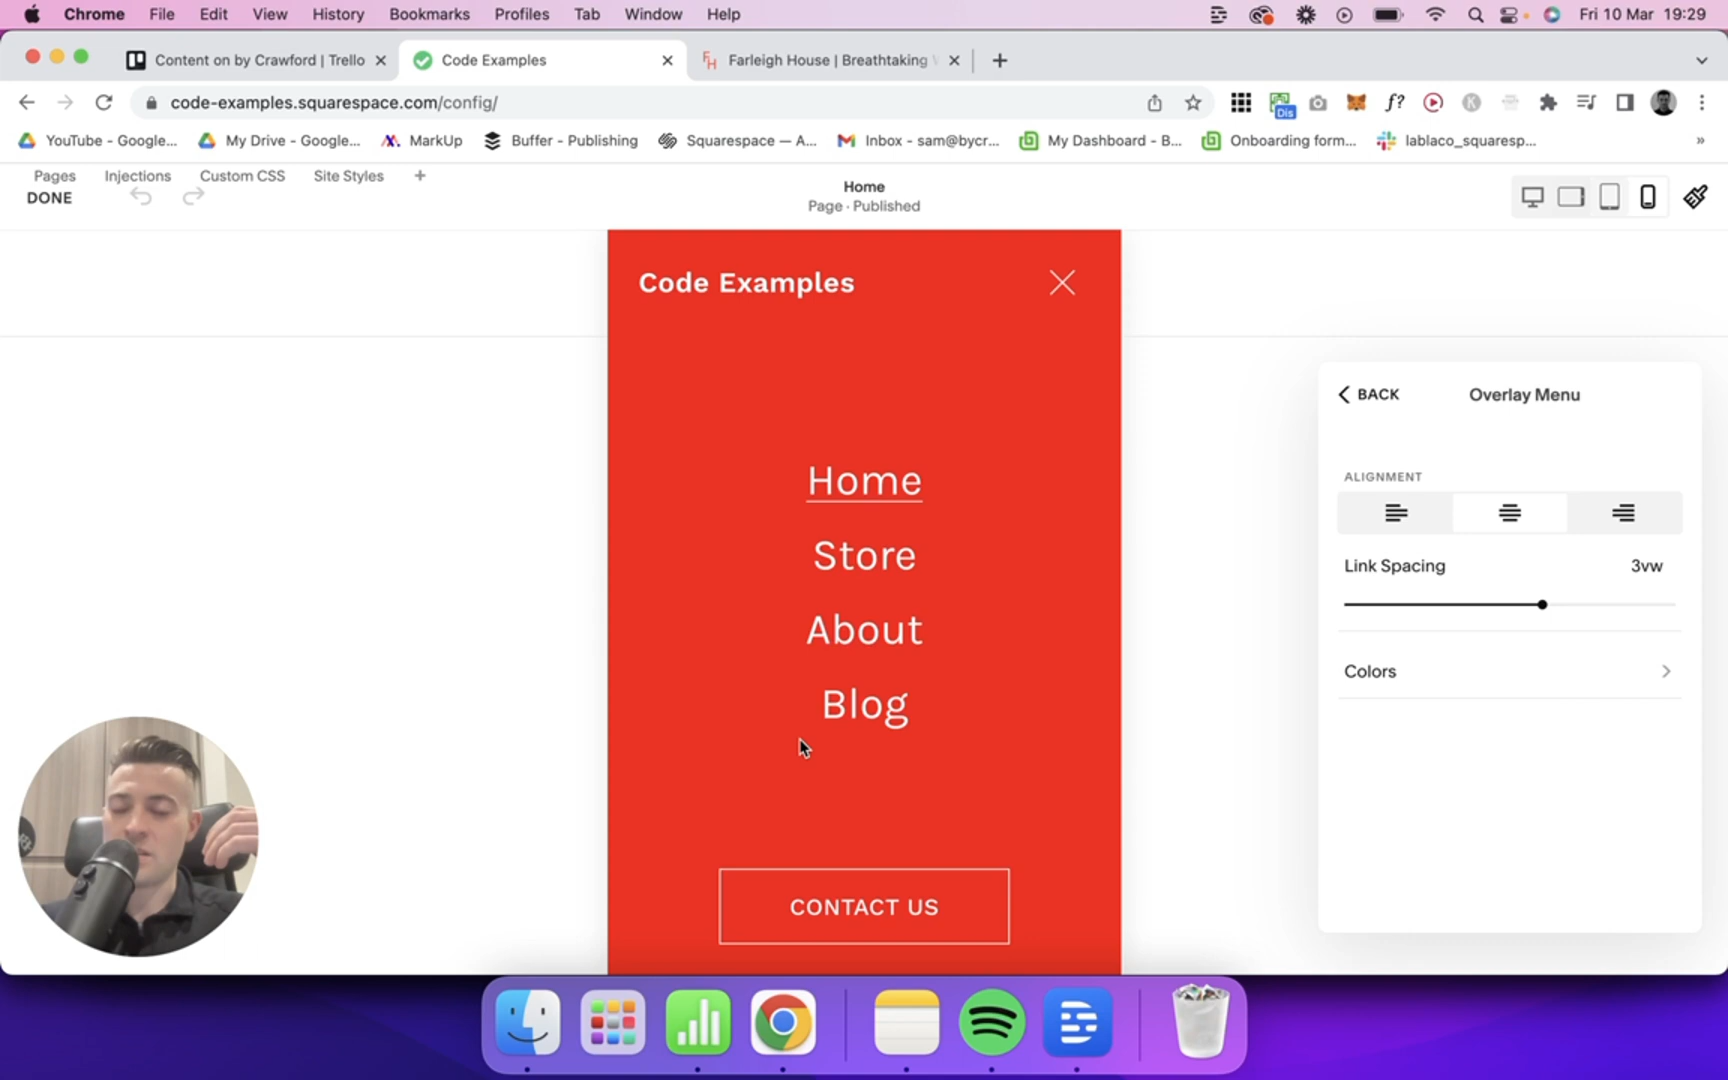 Chrome File Edit View History Bookmarks Profiles Tab Window Help Fri 10 Mar 19:29
Content on by Crawford | Trello Code Examples Farleigh House | Breathtaking
code-examples.squarespace.com/config/ Dis f?
YouTube - Google... My Drive - Google... MarkUp Buffer - Publishing Squarespace — A... Inbox - sam@bycr... My Dashboard - B... Onboarding form... lablaco_squaresp... »
Pages Injections Custom CSS Site Styles +
DONE
Home
Page · Published
Code Examples
Home
Store
About
Blog
CONTACT US
BACK Overlay Menu
ALIGNMENT
Link Spacing 3vw
Colors